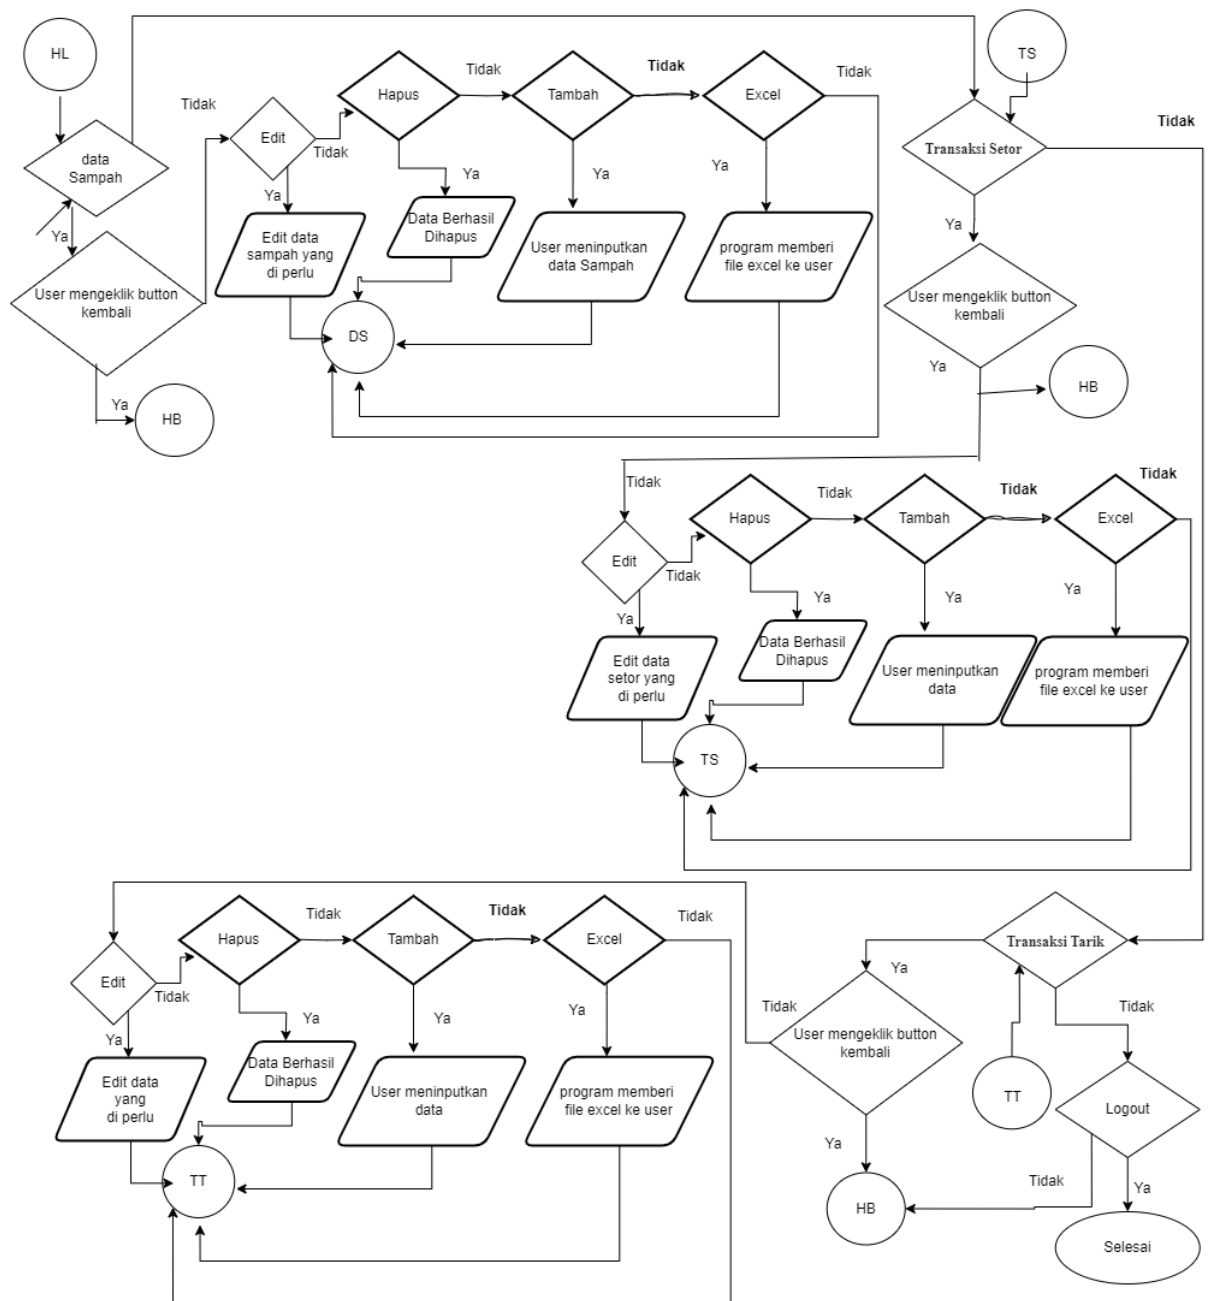 HL
data
Sampah
Ya
User mengeklik button
kembali
Ya
HB
Tidak
Edit
Tidak
Ya
Edit data
sampah yang
di perlu
Hapus
Tidak
Ya
Data Berhasil
Dihapus
DS
Tambah
Tidak
Ya
User meninputkan
data Sampah
Excel
Tidak
Ya
program memberi
file excel ke user
TS
Transaksi Setor
Tidak
Ya
User mengeklik button
kembali
Ya
HB
Tidak
Edit
Tidak
Ya
Edit data
setor yang
di perlu
Hapus
Tidak
Ya
Data Berhasil
Dihapus
TS
Tambah
Tidak
Ya
User meninputkan
data
Excel
Tidak
Ya
program memberi
file excel ke user
Transaksi Tarik
Ya
Tidak
TT
User mengeklik button
kembali
Tidak
Ya
HB
Logout
Tidak
Ya
Selesai
Edit
Tidak
Ya
Edit data
yang
di perlu
Hapus
Tidak
Ya
Data Berhasil
Dihapus
TT
Tambah
Tidak
Ya
User meninputkan
data
Excel
Tidak
Ya
program memberi
file excel ke user